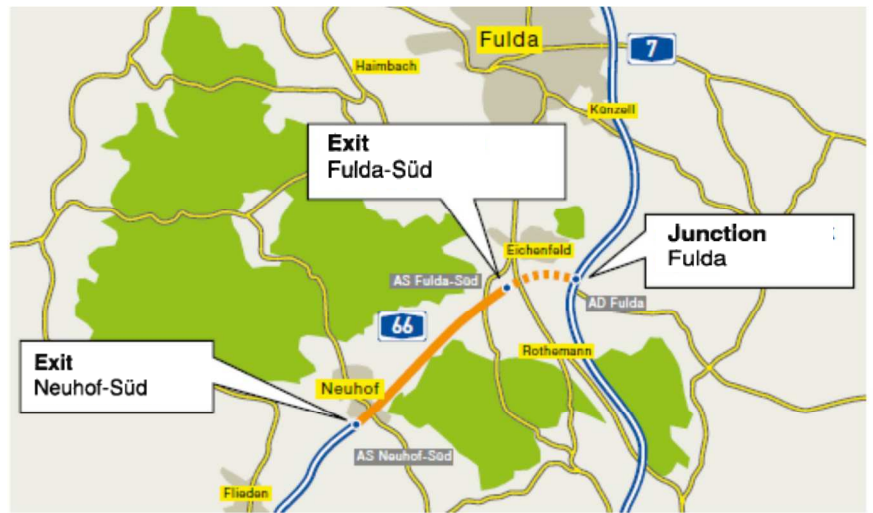 Fulda
7
Haimbach
Künzell
Exit
Fulda-Süd
Junction
Fulda
Eichenfeld
AS Fulda-Süd
AD Fulda
66
Rothemann
Exit
Neuhof-Süd
Neuhof
AS Neuhof-Süd
Flieden